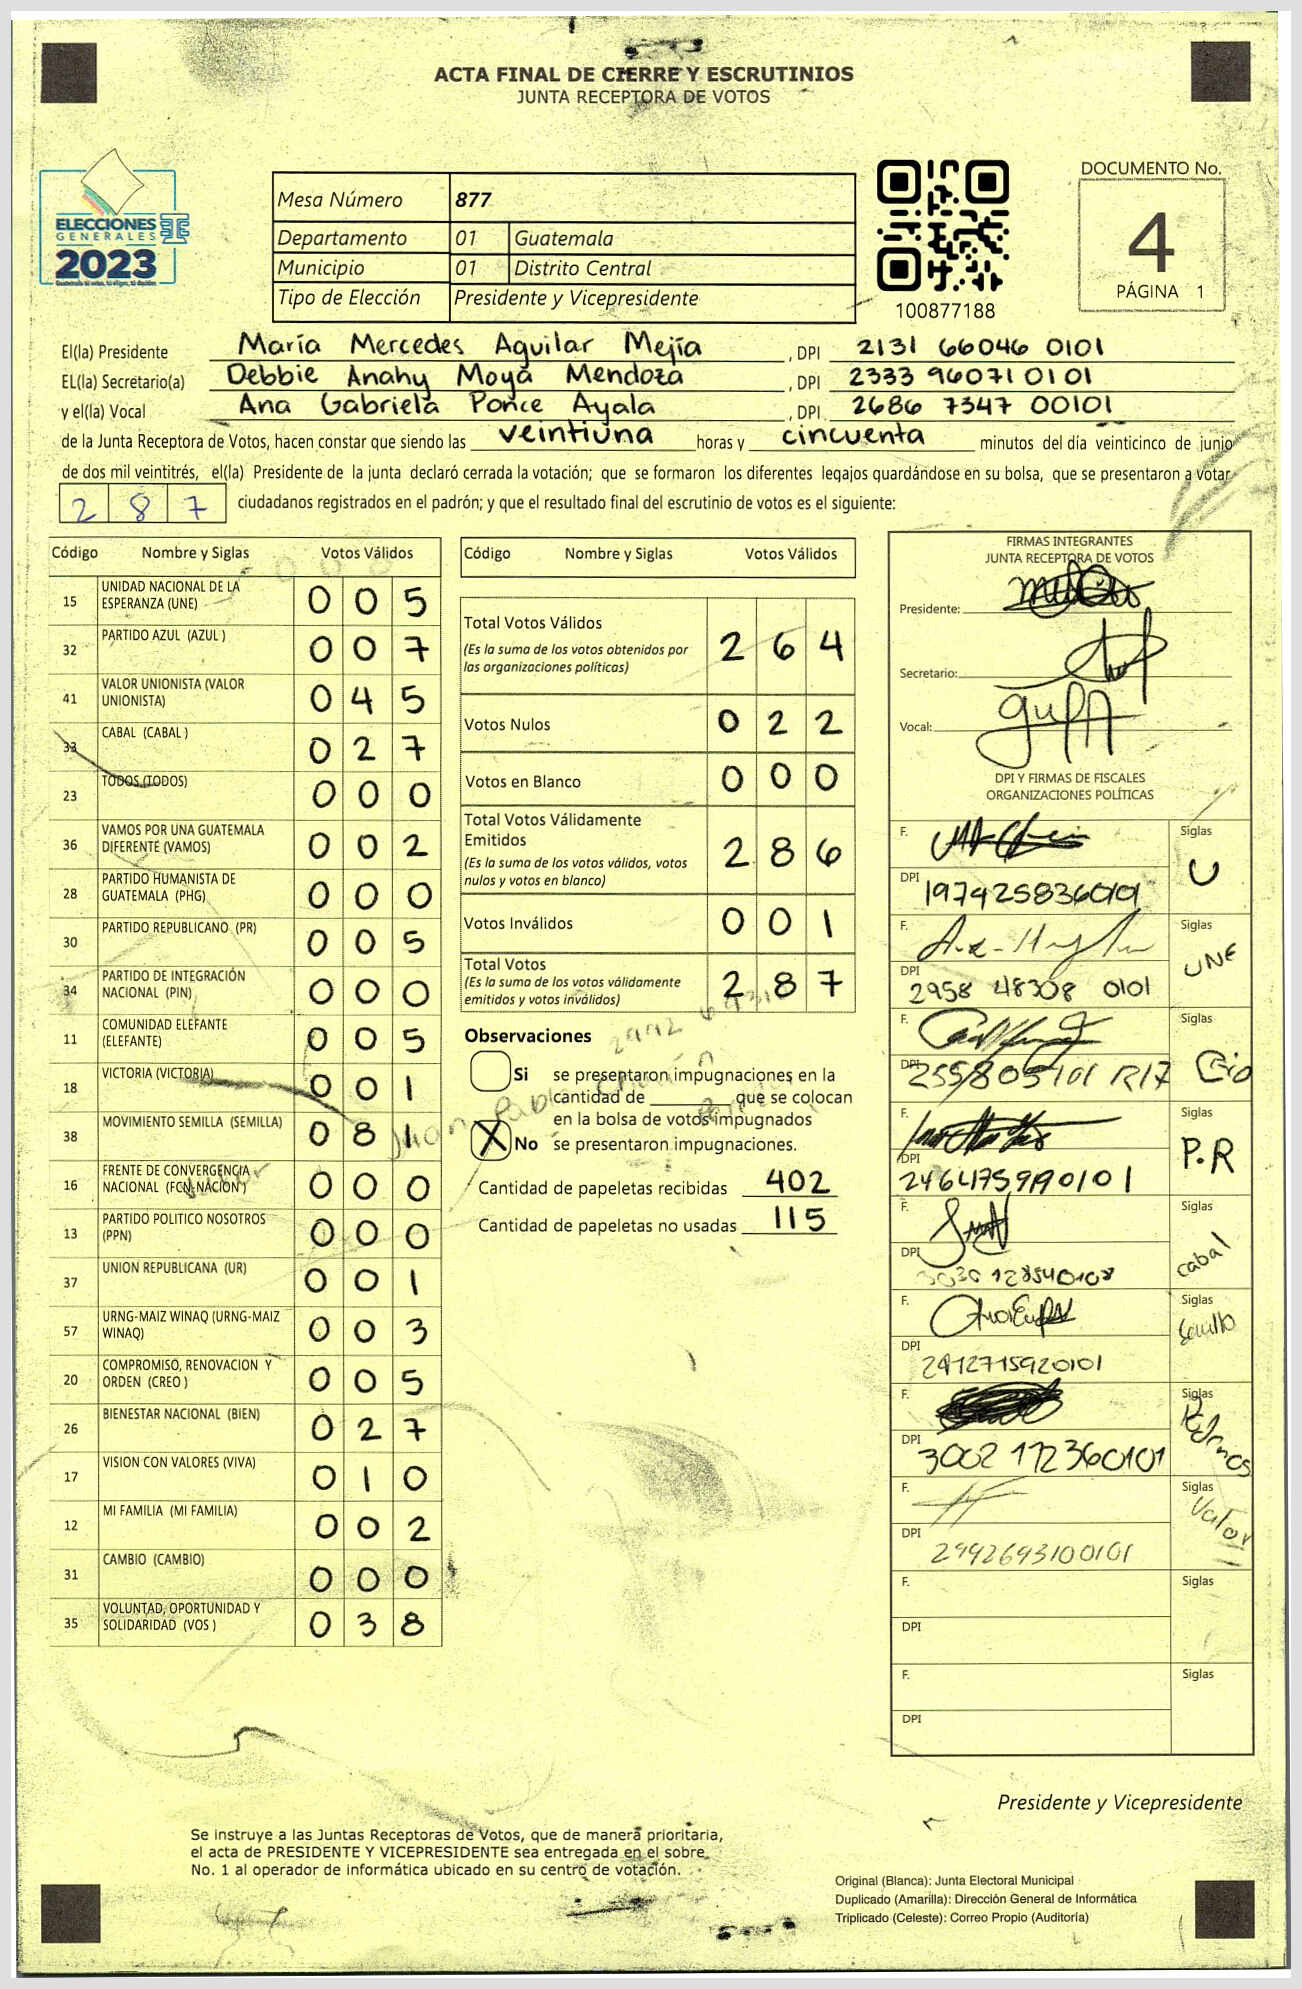 ACTA FINAL DE CIERRE Y ESCRUTINIOS
JUNTA RECEPTORA DE VOTOS
ELECCIONES
GENERALES
2023
Mesa Número 877
Departamento 01 Guatemala
Municipio 01 Distrito Central
Tipo de Elección Presidente y Vicepresidente
100877188
DOCUMENTO No.
4
PÁGINA 1
El(la) Presidente María Mercedes Aguilar Mejía , DPI 2131 66046 0101
EL(la) Secretario(a) Debbie Anahy Moya Mendoza , DPI 2333 96071 0101
y el(la) Vocal Ana Gabriela Ponce Ayala , DPI 2686 7347 00101
de la Junta Receptora de Votos, hacen constar que siendo las veintiuna horas y cincuenta minutos del día veinticinco de junio
de dos mil veintitrés, el(la) Presidente de la junta declaró cerrada la votación; que se formaron los diferentes legajos guardándose en su bolsa, que se presentaron a votar
287 ciudadanos registrados en el padrón; y que el resultado final del escrutinio de votos es el siguiente:
Código Nombre y Siglas Votos Válidos
15 UNIDAD NACIONAL DE LA ESPERANZA (UNE) 0 0 5
32 PARTIDO AZUL (AZUL ) 0 0 7
41 VALOR UNIONISTA (VALOR UNIONISTA) 0 4 5
33 CABAL (CABAL ) 0 2 7
23 TODOS (TODOS) 0 0 0
36 VAMOS POR UNA GUATEMALA DIFERENTE (VAMOS) 0 0 2
28 PARTIDO HUMANISTA DE GUATEMALA (PHG) 0 0 0
30 PARTIDO REPUBLICANO (PR) 0 0 5
34 PARTIDO DE INTEGRACIÓN NACIONAL (PIN) 0 0 0
11 COMUNIDAD ELEFANTE (ELEFANTE) 0 0 5
18 VICTORIA (VICTORIA) 0 0 1
38 MOVIMIENTO SEMILLA (SEMILLA) 0 8 1
16 FRENTE DE CONVERGENCIA NACIONAL (FCN-NACION ) 0 0 0
13 PARTIDO POLITICO NOSOTROS (PPN) 0 0 0
37 UNION REPUBLICANA (UR) 0 0 1
57 URNG-MAIZ WINAQ (URNG-MAIZ WINAQ) 0 0 3
20 COMPROMISO, RENOVACION Y ORDEN (CREO ) 0 0 5
26 BIENESTAR NACIONAL (BIEN) 0 2 7
17 VISION CON VALORES (VIVA) 0 1 0
12 MI FAMILIA (MI FAMILIA) 0 0 2
31 CAMBIO (CAMBIO) 0 0 0
35 VOLUNTAD, OPORTUNIDAD Y SOLIDARIDAD (VOS ) 0 3 8
Código Nombre y Siglas Votos Válidos
Total Votos Válidos 2 6 4
(Es la suma de los votos obtenidos por
las organizaciones políticas)
Votos Nulos 0 2 2
Votos en Blanco 0 0 0
Total Votos Válidamente
Emitidos 2 8 6
(Es la suma de los votos válidos, votos
nulos y votos en blanco)
Votos Inválidos 0 0 1
Total Votos 2 8 7
(Es la suma de los votos válidamente
emitidos y votos inválidos)
Observaciones
Si se presentaron impugnaciones en la
cantidad de que se colocan
en la bolsa de votos impugnados
X No se presentaron impugnaciones.
Juan Pablo
Cantidad de papeletas recibidas 402
Cantidad de papeletas no usadas 115
FIRMAS INTEGRANTES
JUNTA RECEPTORA DE VOTOS
Presidente:
Secretario:
Vocal:
DPI Y FIRMAS DE FISCALES
ORGANIZACIONES POLÍTICAS
F. Siglas U
DPI 1974258360101
F. Siglas UNE
DPI 2958 48308 0101
F. Siglas
DPI
F. Siglas P.R
DPI
F. Siglas cabal
DPI 3030 128540108
F. Siglas Semilla
DPI 2412715920101
F. Siglas Podemos
DPI 3002 172360101
F. Siglas Valor
DPI 2992693100101
F. Siglas
DPI
F. Siglas
DPI
Presidente y Vicepresidente
Se instruye a las Juntas Receptoras de Votos, que de manera prioritaria,
el acta de PRESIDENTE Y VICEPRESIDENTE sea entregada en el sobre
No. 1 al operador de informática ubicado en su centro de votación.
Original (Blanca): Junta Electoral Municipal
Duplicado (Amarilla): Dirección General de Informática
Triplicado (Celeste): Correo Propio (Auditoría)